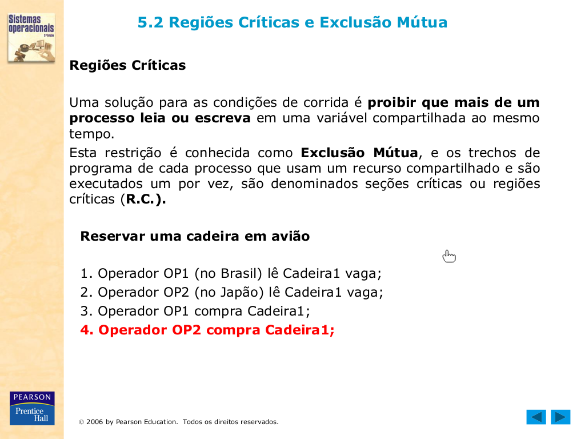 Sistemas
operacionais
5.2 Regiões Críticas e Exclusão Mútua
Regiões Críticas
Uma solução para as condições de corrida é proibir que mais de um
processo leia ou escreva em uma variável compartilhada ao mesmo
tempo.
Esta restrição é conhecida como Exclusão Mútua, e os trechos de
programa de cada processo que usam um recurso compartilhado e são
executados um por vez, são denominados seções críticas ou regiões
críticas (R.C.).
Reservar uma cadeira em avião
1. Operador OP1 (no Brasil) lê Cadeira1 vaga;
2. Operador OP2 (no Japão) lê Cadeira1 vaga;
3. Operador OP1 compra Cadeira1;
4. Operador OP2 compra Cadeira1;
PEARSON
Prentice
Hall
© 2006 by Pearson Education. Todos os direitos reservados.